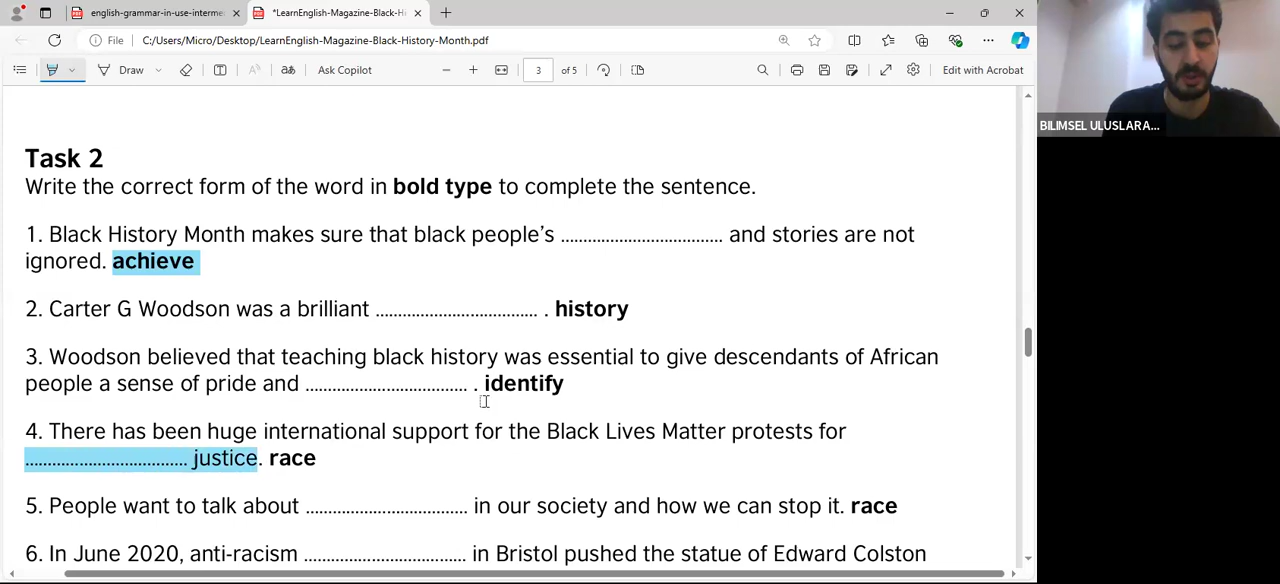 english-grammar-in-use-interme
*LearnEnglish-Magazine-Black-Hi
File
C:/Users/Micro/Desktop/LearnEnglish-Magazine-Black-History-Month.pdf
Draw
Ask Copilot
3
of 5
Edit with Acrobat
BILIMSEL ULUSLARA...
Task 2
Write the correct form of the word in bold type to complete the sentence.
1. Black History Month makes sure that black people's .................................. and stories are not
ignored. achieve
2. Carter G Woodson was a brilliant .................................. . history
3. Woodson believed that teaching black history was essential to give descendants of African
people a sense of pride and .................................. . identify
4. There has been huge international support for the Black Lives Matter protests for
.................................. justice. race
5. People want to talk about .................................. in our society and how we can stop it. race
6. In June 2020, anti-racism .................................. in Bristol pushed the statue of Edward Colston